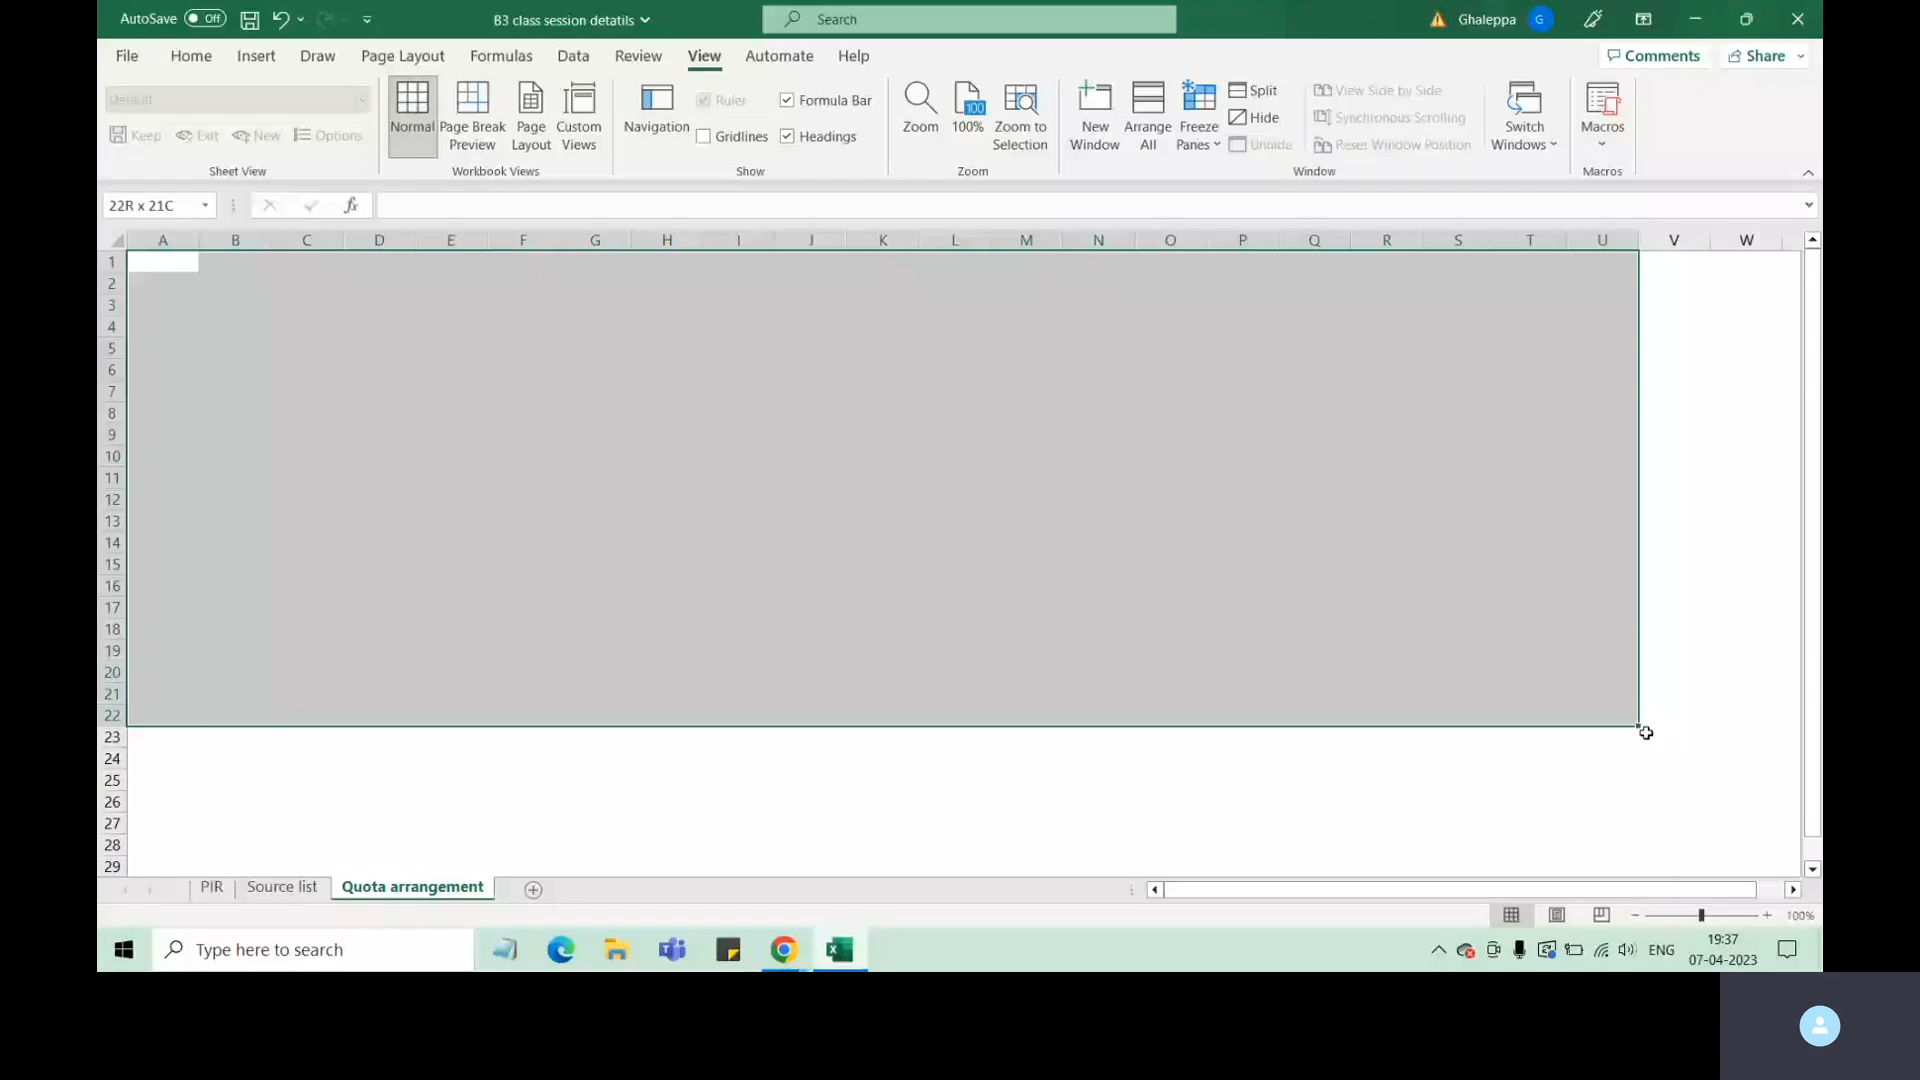 AutoSave Off
B3 class session detatils
Search
Ghaleppa G
File Home Insert Draw Page Layout Formulas Data Review View Automate Help
Comments Share
Default
Keep Exit New Options
Sheet View
Normal Page Break Preview Page Layout Custom Views
Workbook Views
Navigation Ruler Formula Bar
Gridlines Headings
Show
Zoom 100 100% Zoom to Selection
Zoom
New Window Arrange All Freeze Panes Split
Hide
Unhide
View Side by Side
Synchronous Scrolling
Reset Window Position
Switch Windows
Window
Macros
Macros
22R x 21C fx
A B C D E F G H I J K L M N O P Q R S T U V W
1
2
3
4
5
6
7
8
9
10
11
12
13
14
15
16
17
18
19
20
21
22
23
24
25
26
27
28
29
PIR Source list Quota arrangement
100%
Type here to search
ENG
19:37
07-04-2023